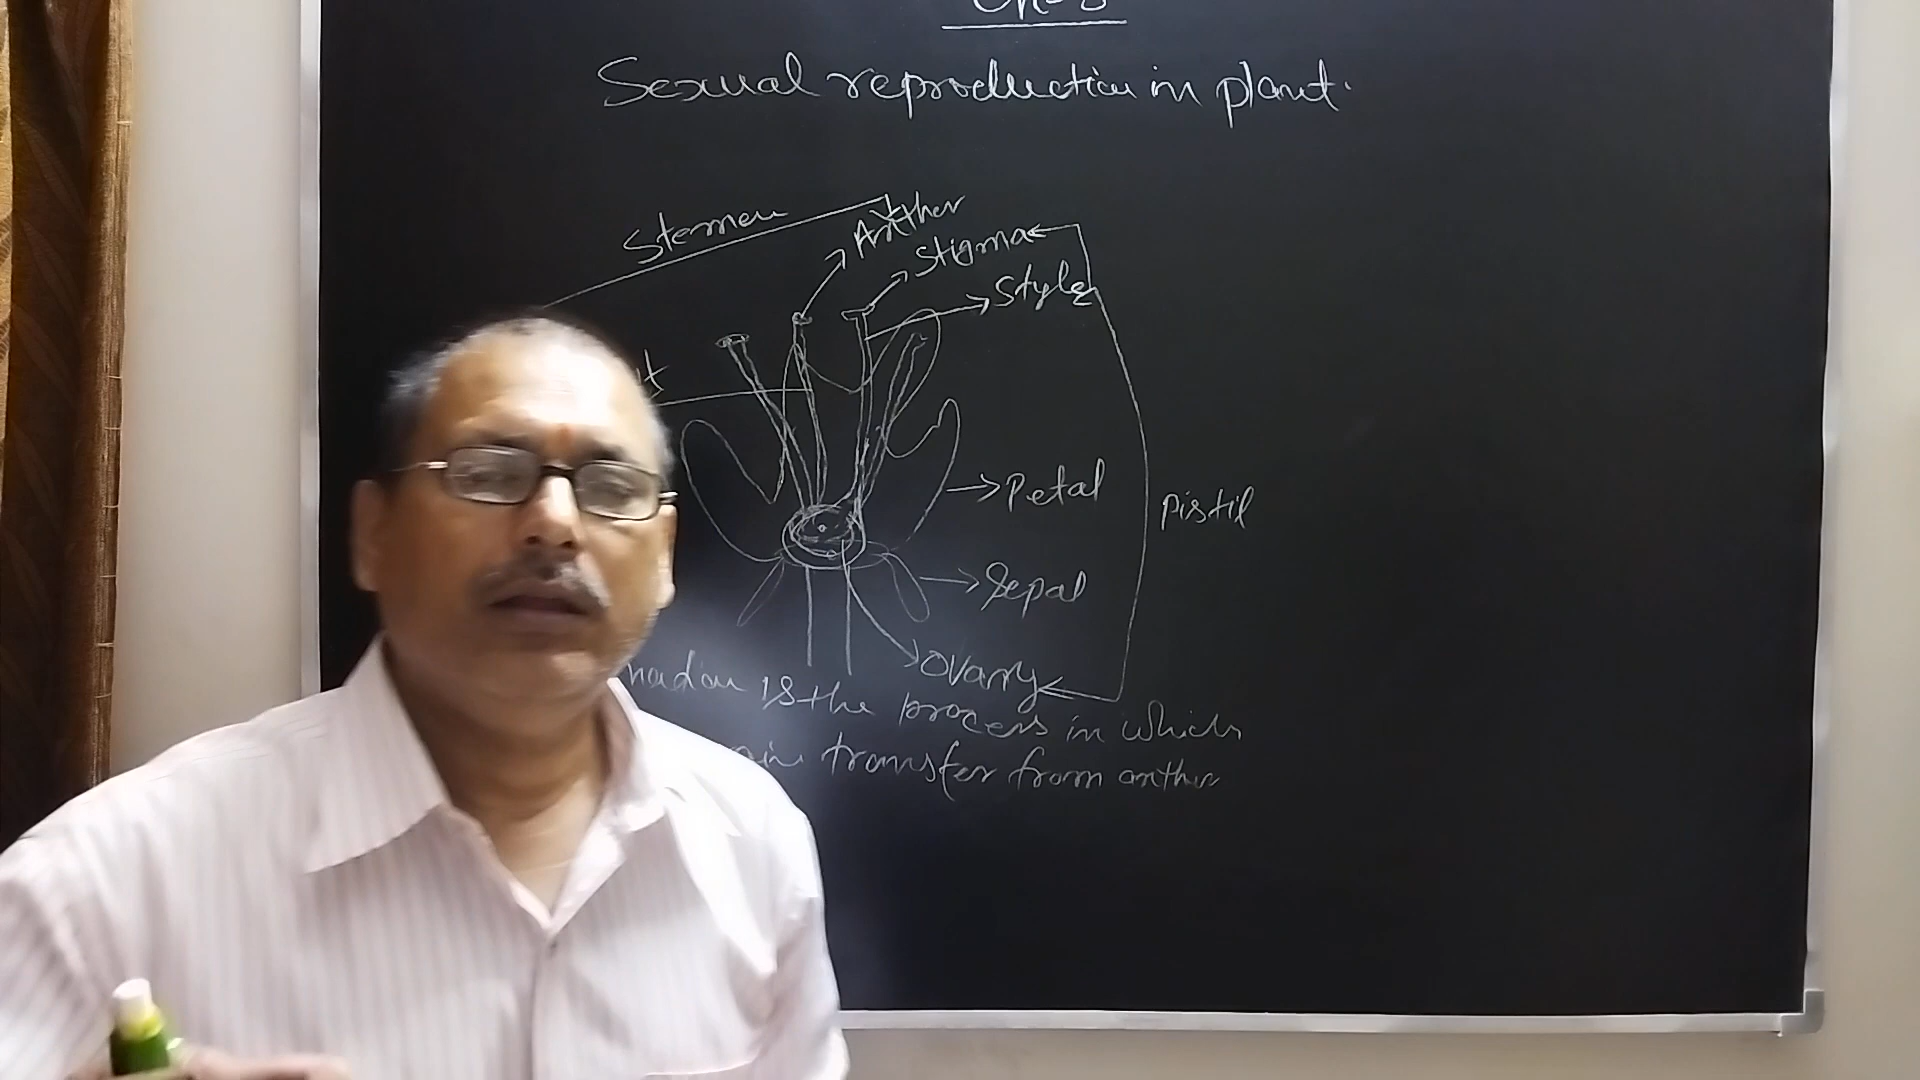 Sexual reproduction in plant.
Stemen
Anther
Stigma
Style
Petal
Pistil
Sepal
Ovary
is the process in which
transfer from anther